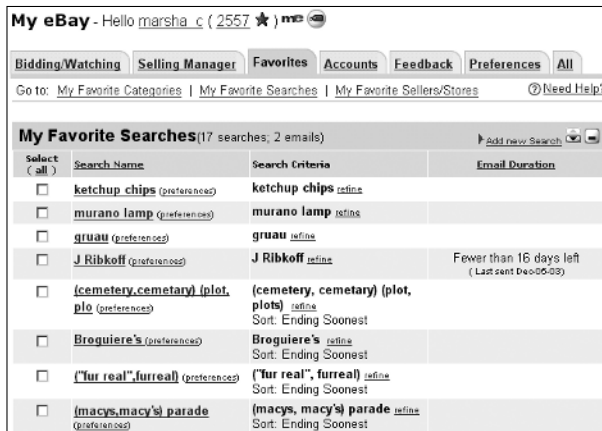 My eBay - Hello marsha_c ( 2557 ★ ) me
Bidding/Watching Selling Manager Favorites Accounts Feedback Preferences All
Go to: My Favorite Categories | My Favorite Searches | My Favorite Sellers/Stores ? Need Help?
My Favorite Searches (17 searches; 2 emails) Add new Search
Select ( all ) Search Name Search Criteria Email Duration
ketchup chips (preferences) ketchup chips refine
murano lamp (preferences) murano lamp refine
gruau (preferences) gruau refine
J Ribkoff (preferences) J Ribkoff refine Fewer than 16 days left
( Last sent Dec-06-03)
(cemetery,cemetary) (plot, (cemetery, cemetary) (plot,
plo (preferences) plots) refine
Sort: Ending Soonest
Broguiere's (preferences) Broguiere's refine
Sort: Ending Soonest
("fur real",furreal) (preferences) ("fur real", furreal) refine
Sort: Ending Soonest
(macys,macy's) parade (macys, macy's) parade refine
(preferences) Sort: Ending Soonest